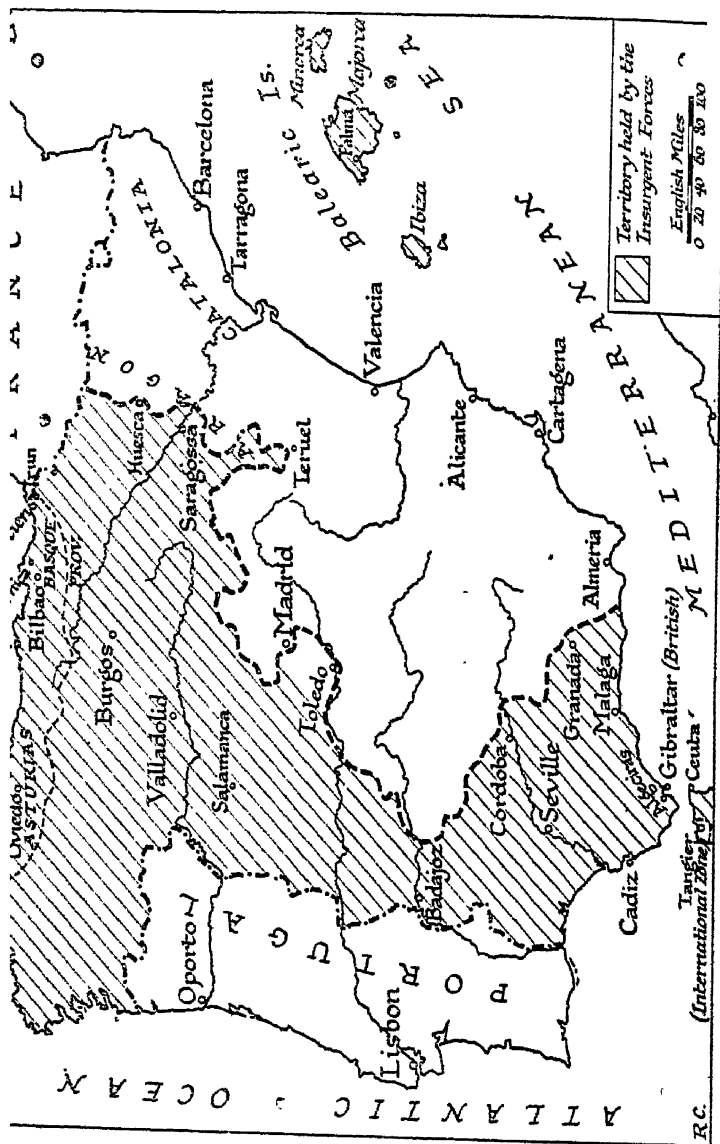 FRANCE
ATLANTIC OCEAN
Oviedo
ASTURIAS
Bilbao
BASQUE
PROV.
Irun
Burgos
Huesca
Valladolid
Saragossa
ARAGON
CATALONIA
Barcelona
Tarragona
Oporto
Salamanca
Madrid
Teruel
Toledo
Balearic Is.
Minorca
Majorca
Palma
Ibiza
PORTUGAL
Valencia
Lisbon
Badajoz
Alicante
Cordoba
Cartagena
Seville
Granada
Almeria
Malaga
MEDITERRANEAN SEA
Algeciras
Cadiz
Gibraltar (British)
Tangier
(International Zone)
Ceuta
R.C.
Territory held by the
Insurgent Forces
English Miles
0 20 40 60 80 100